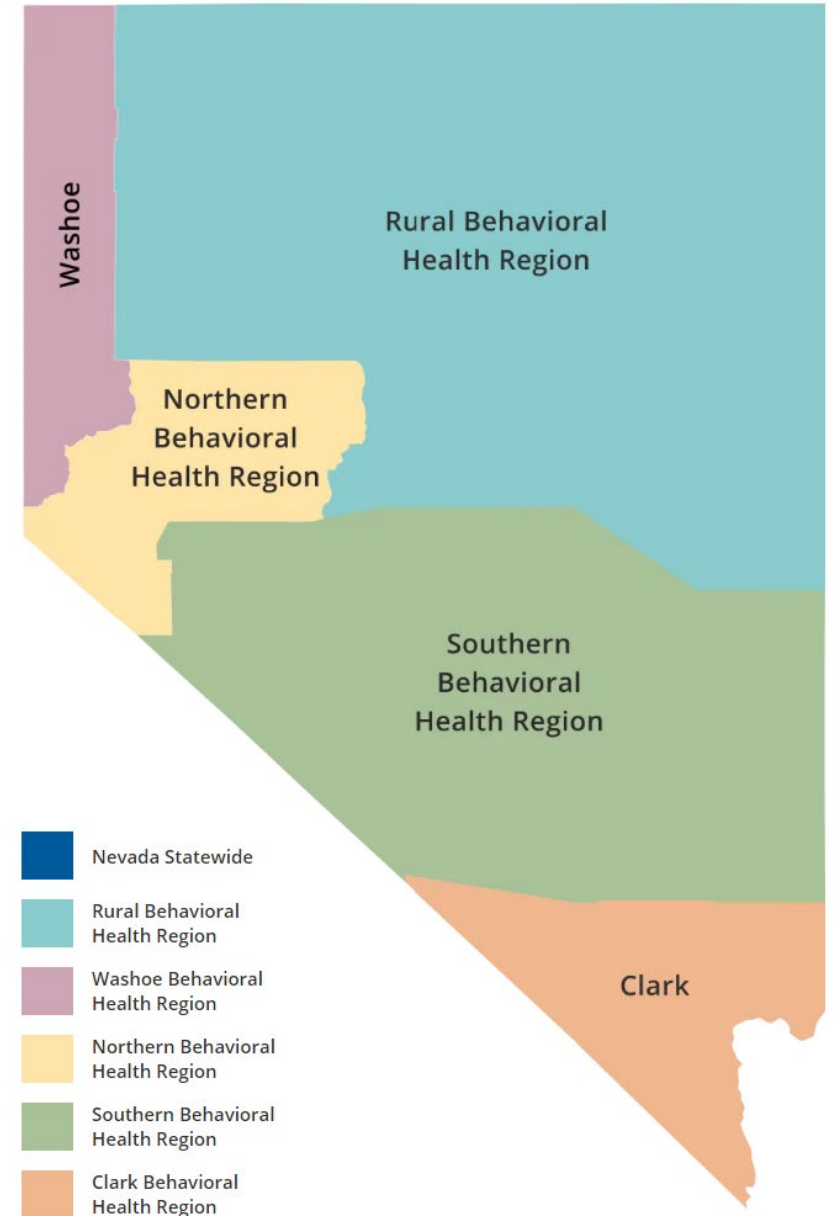 Washoe
Rural Behavioral
Health Region
Northern
Behavioral
Health Region
Southern
Behavioral
Health Region
Clark
Nevada Statewide
Rural Behavioral
Health Region
Washoe Behavioral
Health Region
Northern Behavioral
Health Region
Southern Behavioral
Health Region
Clark Behavioral
Health Region